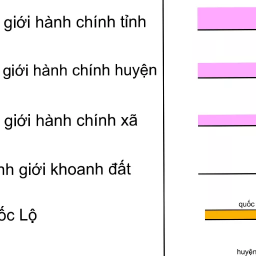 giới hành chính tỉnh
giới hành chính huyện
giới hành chính xã
nh giới khoanh đất
ốc Lộ
quốc
huyện